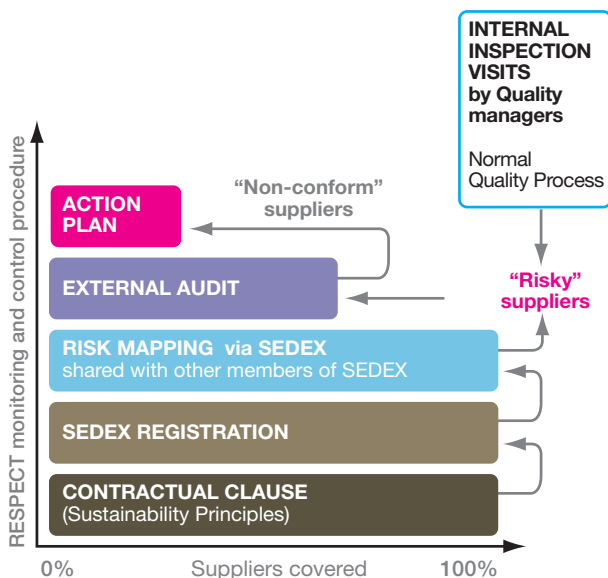 INTERNAL
INSPECTION
VISITS
by Quality
managers
Normal
Quality Process
RESPECT monitoring and control procedure
"Non-conform"
suppliers
ACTION
PLAN
EXTERNAL AUDIT
"Risky"
suppliers
RISK MAPPING via SEDEX
shared with other members of SEDEX
SEDEX REGISTRATION
CONTRACTUAL CLAUSE
(Sustainability Principles)
0% Suppliers covered 100%